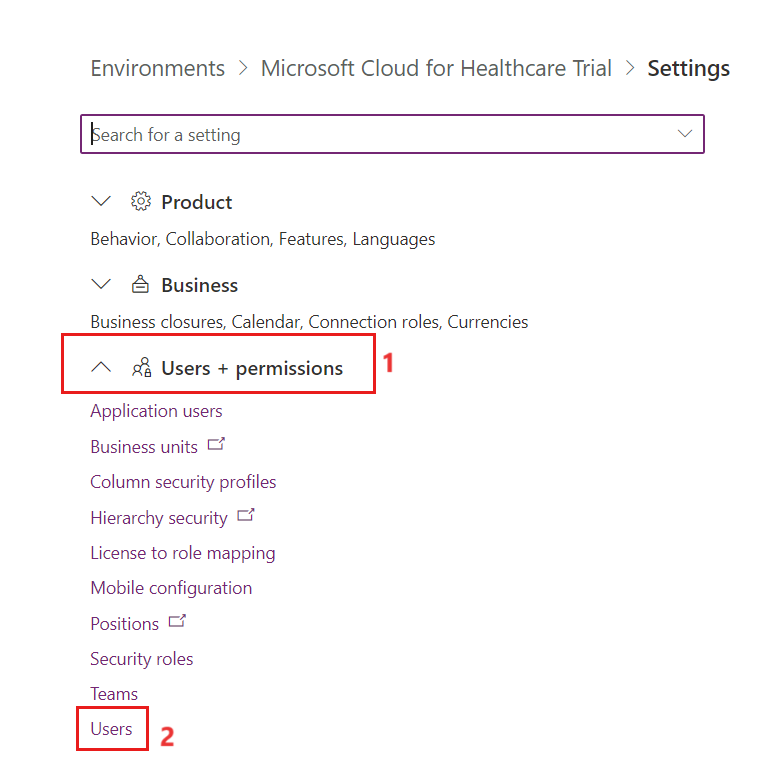 Environments > Microsoft Cloud for Healthcare Trial > Settings
Search for a setting
Product
Behavior, Collaboration, Features, Languages
Business
Business closures, Calendar, Connection roles, Currencies
Users + permissions 1
Application users
Business units
Column security profiles
Hierarchy security
License to role mapping
Mobile configuration
Positions
Security roles
Teams
Users 2